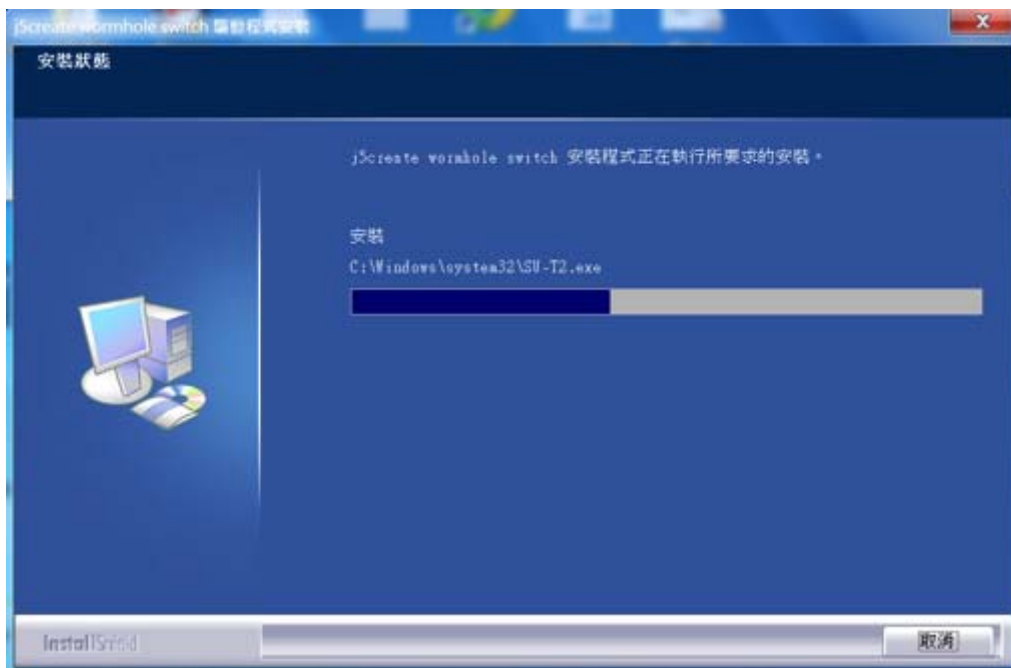 j5create wormhole switch 驅動程式安裝
安裝狀態
j5create wormhole switch 安裝程式正在執行所要求的安裝。
安裝
C:\Windows\system32\SW-T2.exe
InstallShield
取消